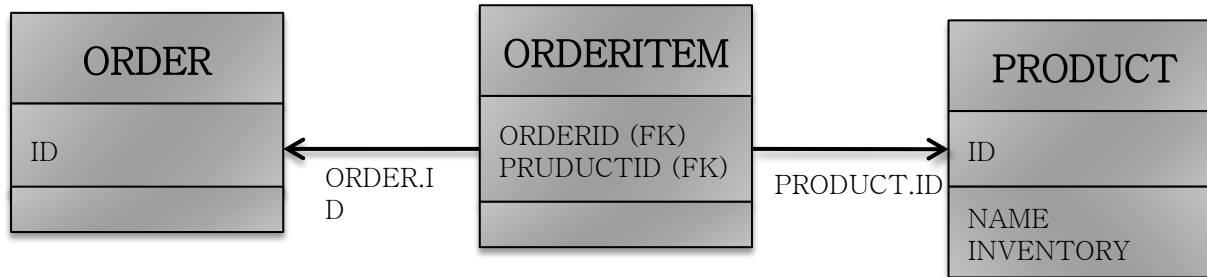 ORDER
ID
ORDER.I
D
ORDERITEM
ORDERID (FK)
PRUDUCTID (FK)
PRODUCT.ID
PRODUCT
ID
NAME
INVENTORY